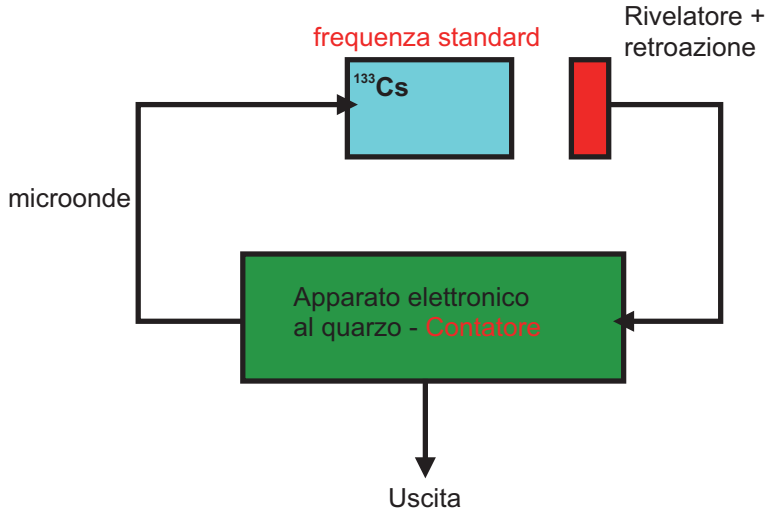 Rivelatore +
retroazione
frequenza standard
¹³³Cs
microonde
Apparato elettronico
al quarzo - Contatore
Uscita